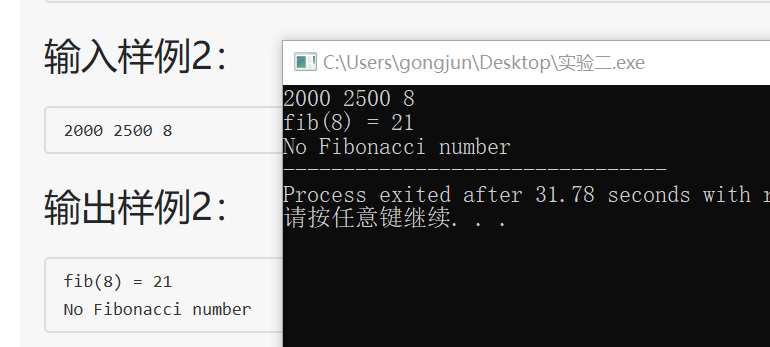 输入样例2：
2000 2500 8
输出样例2：
fib(8) = 21
No Fibonacci number
C:\Users\gongjun\Desktop\实验二.exe
2000 2500 8
fib(8) = 21
No Fibonacci number
--------------------------------
Process exited after 31.78 seconds with r
请按任意键继续. . .